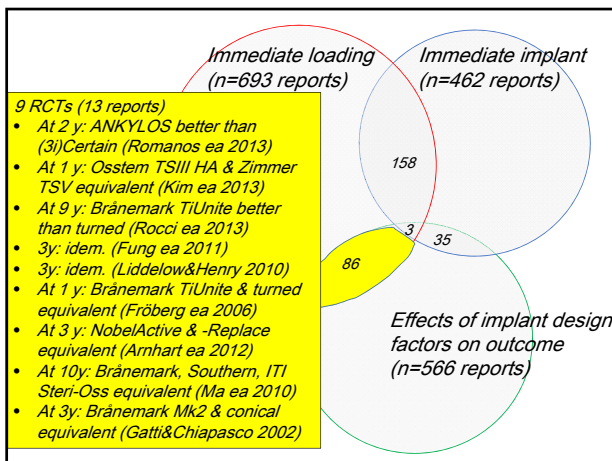 Immediate loading
(n=693 reports)
Immediate implant
(n=462 reports)
9 RCTs (13 reports)
• At 2 y: ANKYLOS better than
(3i)Certain (Romanos ea 2013)
• At 1 y: Osstem TSIII HA & Zimmer
TSV equivalent (Kim ea 2013)
• At 9 y: Brånemark TiUnite better
than turned (Rocci ea 2013)
• 3y: idem. (Fung ea 2011)
• 3y: idem. (Liddelow&Henry 2010)
• At 1 y: Brånemark TiUnite & turned
equivalent (Fröberg ea 2006)
• At 3 y: NobelActive & -Replace
equivalent (Arnhart ea 2012)
• At 10y: Brånemark, Southern, ITI
Steri-Oss equivalent (Ma ea 2010)
• At 3y: Brånemark Mk2 & conical
equivalent (Gatti&Chiapasco 2002)
158
3
35
86
Effects of implant design
factors on outcome
(n=566 reports)